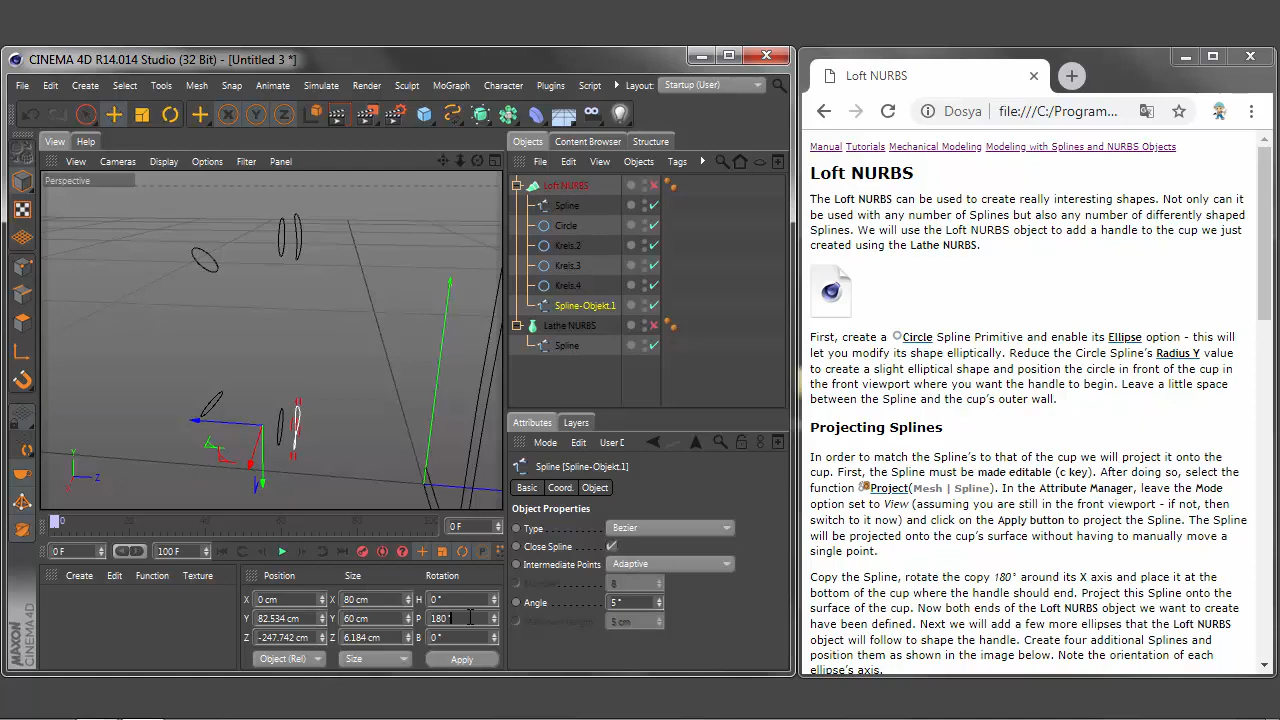 CINEMA 4D R14.014 Studio (32 Bit) - [Untitled 3 *]
File Edit Create Select Tools Mesh Snap Animate Simulate Render Sculpt MoGraph Character Plugins Script Layout: Startup (User)
View Help
View Cameras Display Options Filter Panel
Perspective
Y
Z
X
0 20 40 60 80 100 0 F
0 F 100 F
Create Edit Function Texture
Position Size Rotation
X 0 cm X 80 cm H 0 °
Y 82.534 cm Y 60 cm P 180
Z -247.742 cm Z 6.184 cm B 0 °
Object (Rel) Size Apply
MAXON
CINEMA 4D
Objects Content Browser Structure
File Edit View Objects Tags
Loft NURBS
Spline
Circle
Kreis.2
Kreis.3
Kreis.4
Spline-Objekt.1
Lathe NURBS
Spline
Attributes Layers
Mode Edit User D
Spline [Spline-Objekt.1]
Basic Coord. Object
Object Properties
Type Bezier
Close Spline
Intermediate Points Adaptive
8
Angle 5 °
5 cm
Loft NURBS
Dosya file:///C:/Program...
Manual Tutorials Mechanical Modeling Modeling with Splines and NURBS Objects
Loft NURBS
The Loft NURBS can be used to create really interesting shapes. Not only can it
be used with any number of Splines but also any number of differently shaped
Splines. We will use the Loft NURBS object to add a handle to the cup we just
created using the Lathe NURBS.
First, create a Circle Spline Primitive and enable its Ellipse option - this will
let you modify its shape elliptically. Reduce the Circle Spline's Radius Y value
to create a slight elliptical shape and position the circle in front of the cup in
the front viewport where you want the handle to begin. Leave a little space
between the Spline and the cup's outer wall.
Projecting Splines
In order to match the Spline's to that of the cup we will project it onto the
cup. First, the Spline must be made editable (c key). After doing so, select the
function Project(Mesh | Spline). In the Attribute Manager, leave the Mode
option set to View (assuming you are still in the front viewport - if not, then
switch to it now) and click on the Apply button to project the Spline. The Spline
will be projected onto the cup's surface without having to manually move a
single point.
Copy the Spline, rotate the copy 180° around its X axis and place it at the
bottom of the cup where the handle should end. Project this Spline onto the
surface of the cup. Now both ends of the Loft NURBS object we want to create
have been defined. Next we will add a few more ellipses that the Loft NURBS
object will follow to shape the handle. Create four additional Splines and
position them as shown in the image below. Note the orientation of each
ellipse's axis.